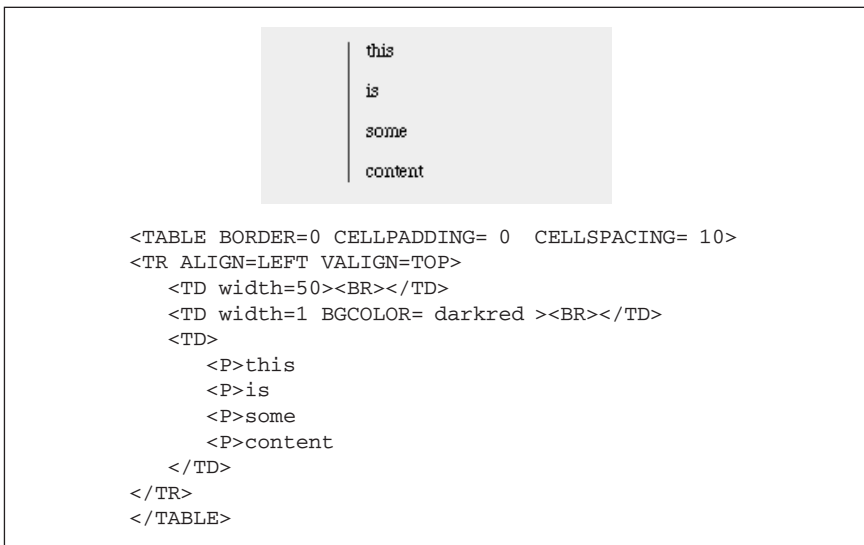 this
is
some
content
<TABLE BORDER=0 CELLPADDING= 0  CELLSPACING= 10>
<TR ALIGN=LEFT VALIGN=TOP>
   <TD width=50><BR></TD>
   <TD width=1 BGCOLOR= darkred ><BR></TD>
   <TD>
      <P>this
      <P>is
      <P>some
      <P>content
   </TD>
</TR>
</TABLE>